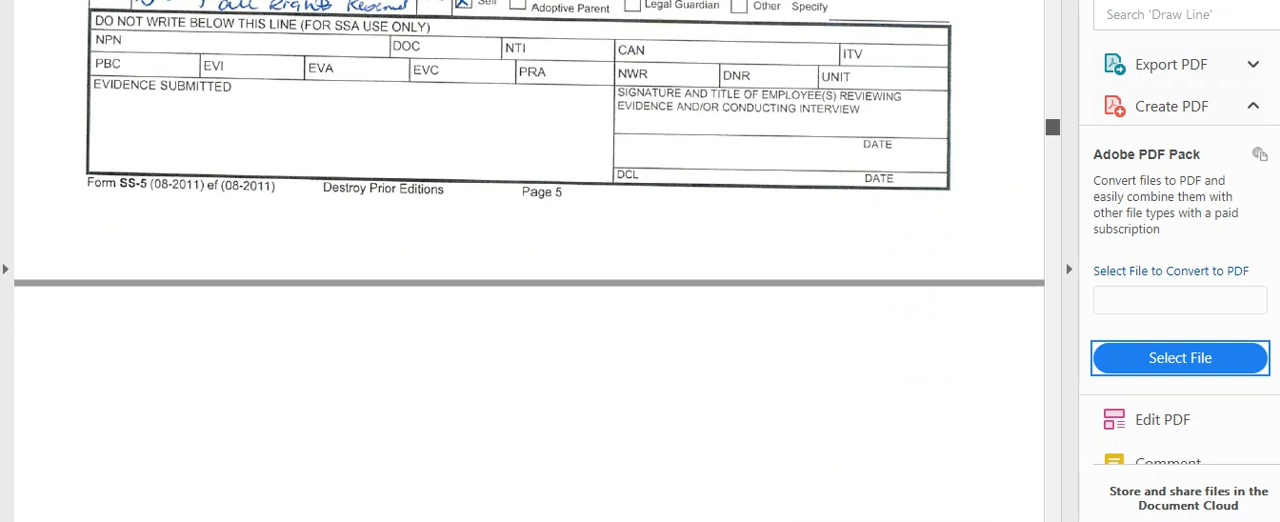 all Rights Reserved Self Adoptive Parent Legal Guardian Other Specify
DO NOT WRITE BELOW THIS LINE (FOR SSA USE ONLY)
NPN DOC NTI CAN ITV
PBC EVI EVA EVC PRA NWR DNR UNIT
EVIDENCE SUBMITTED
SIGNATURE AND TITLE OF EMPLOYEE(S) REVIEWING
EVIDENCE AND/OR CONDUCTING INTERVIEW
DATE
DCL DATE
Form SS-5 (08-2011) ef (08-2011) Destroy Prior Editions Page 5
Search 'Draw Line'
Export PDF
Create PDF
Adobe PDF Pack
Convert files to PDF and
easily combine them with
other file types with a paid
subscription
Select File to Convert to PDF
Select File
Edit PDF
Comment
Store and share files in the
Document Cloud